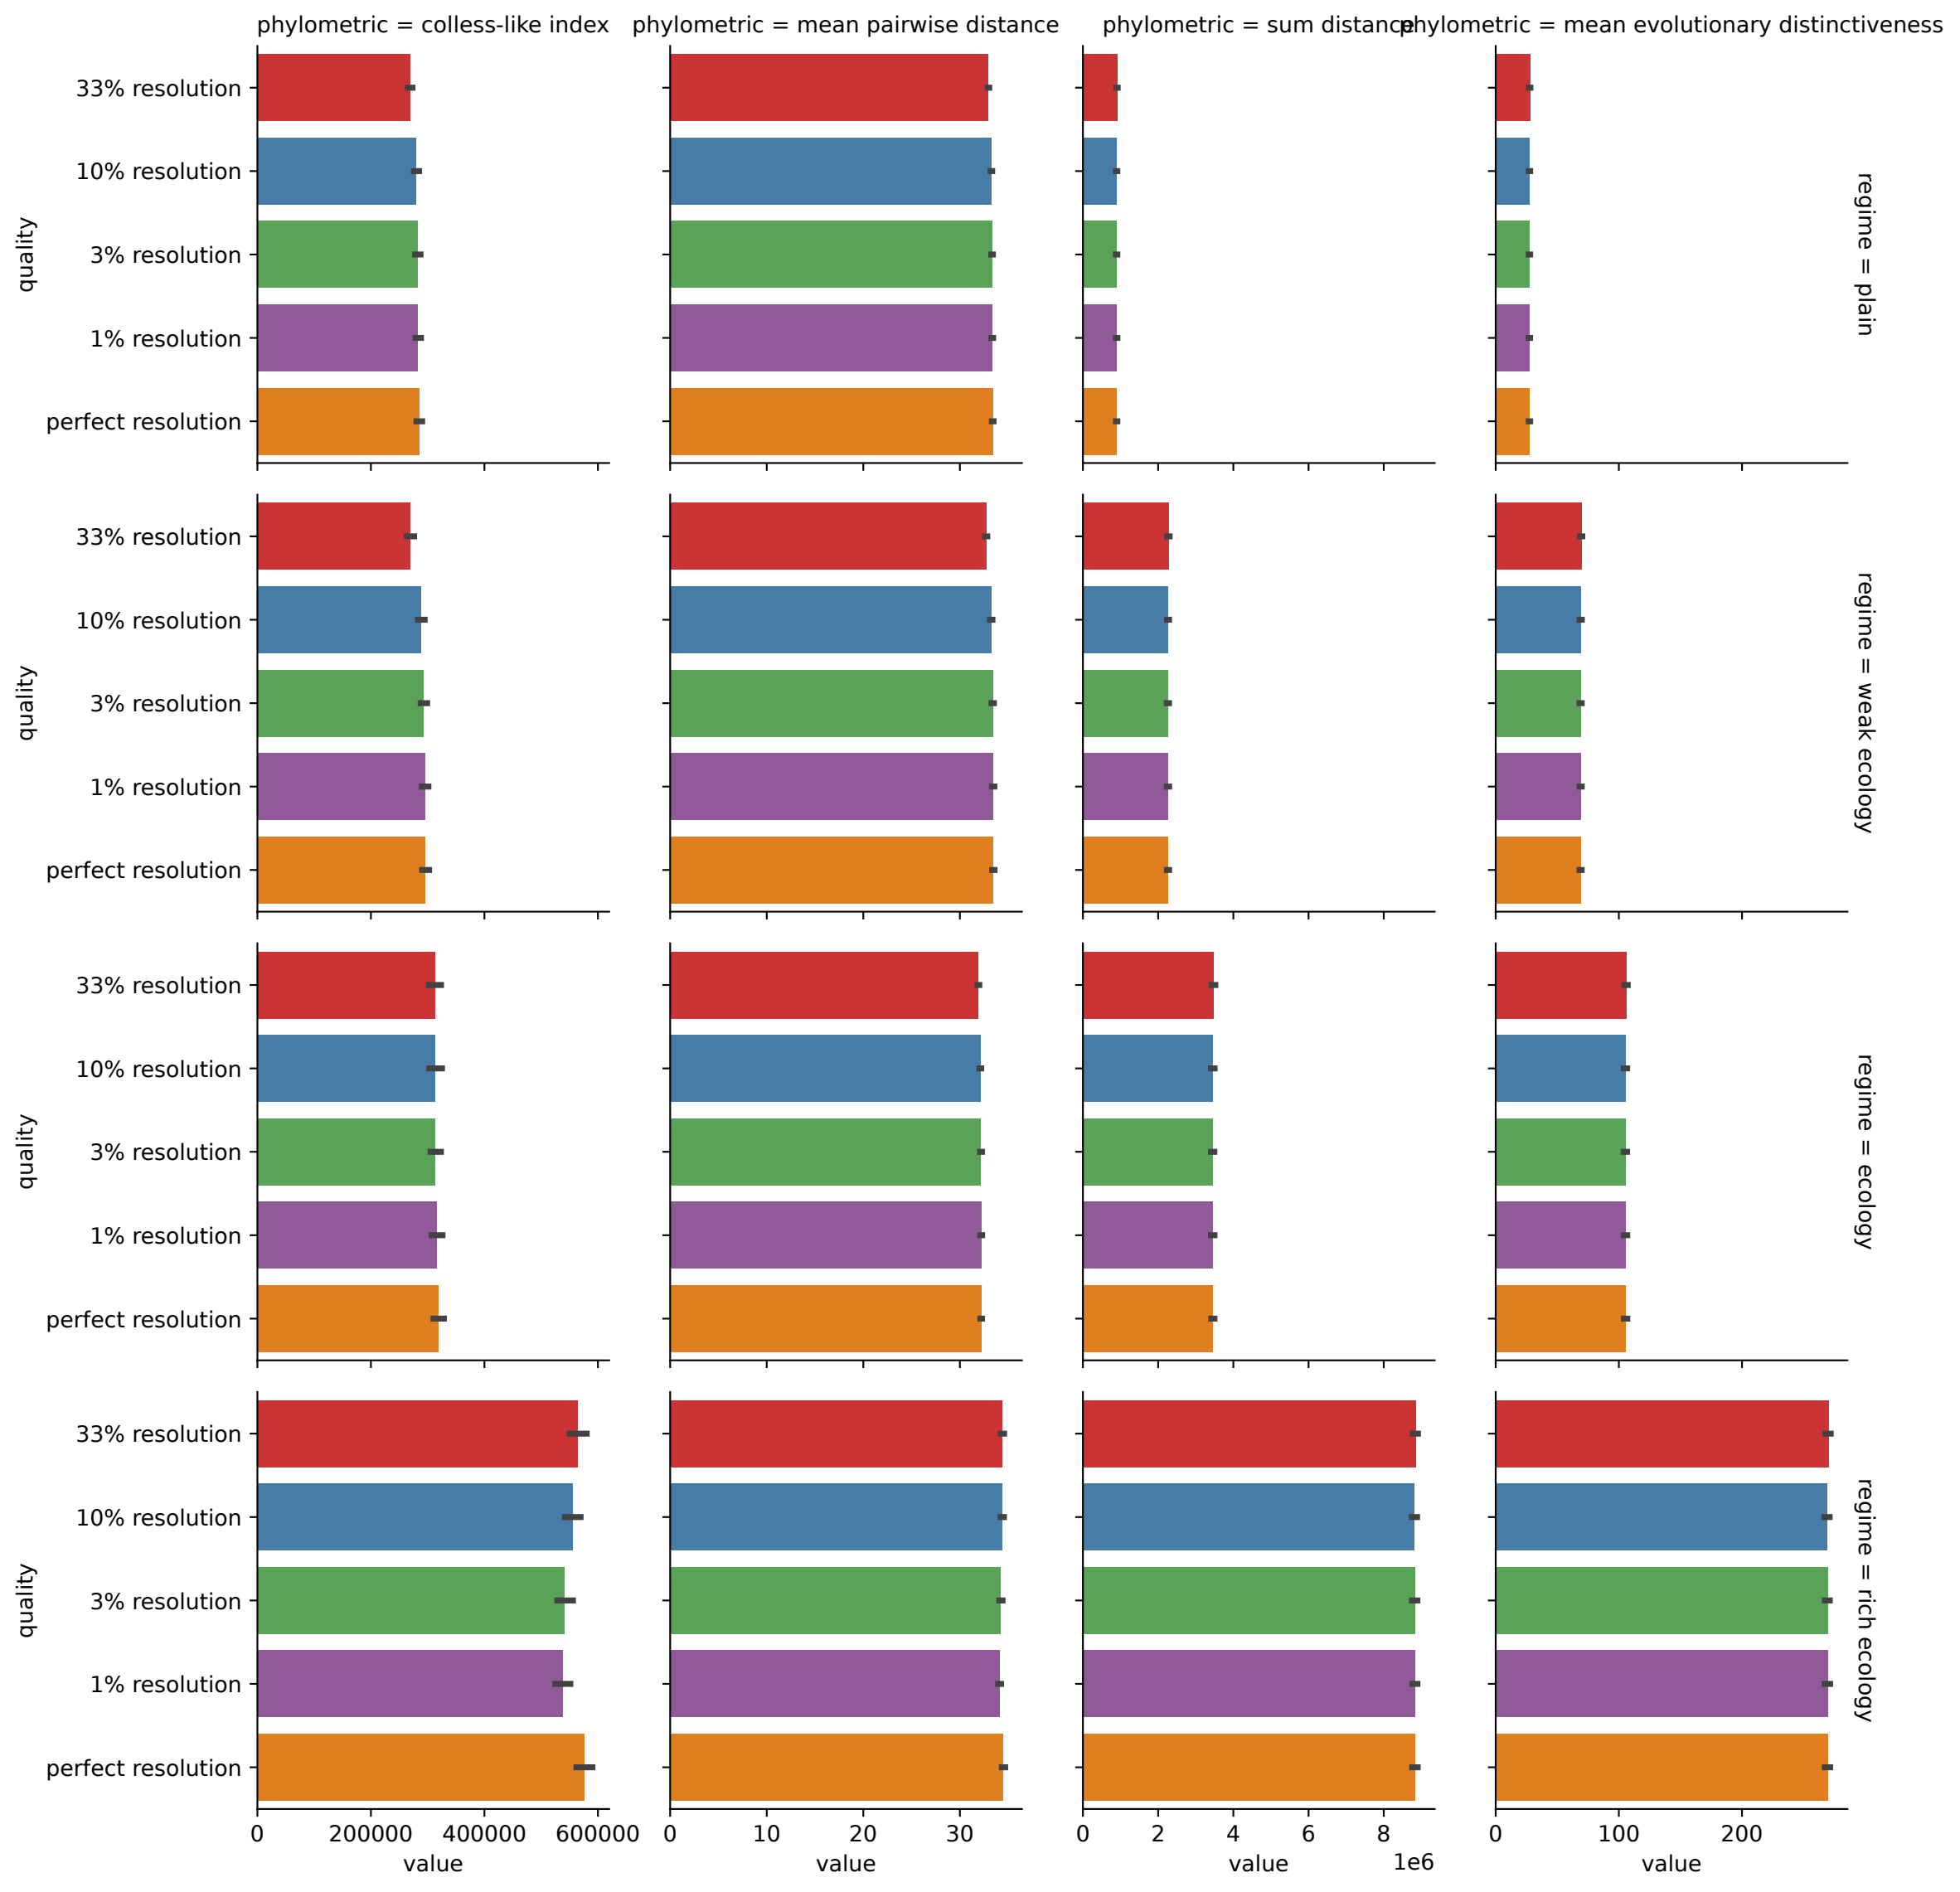 phylometric = colless-like index
phylometric = mean pairwise distance
phylometric = sum distance
phylometric = mean evolutionary distinctiveness
quality
33% resolution
10% resolution
3% resolution
1% resolution
perfect resolution
regime = plain
quality
33% resolution
10% resolution
3% resolution
1% resolution
perfect resolution
regime = weak ecology
quality
33% resolution
10% resolution
3% resolution
1% resolution
perfect resolution
regime = ecology
quality
33% resolution
10% resolution
3% resolution
1% resolution
perfect resolution
regime = rich ecology
0 200000 400000 600000
0 10 20 30
0 2 4 6 8
0 100 200
value
value
value
1e6
value